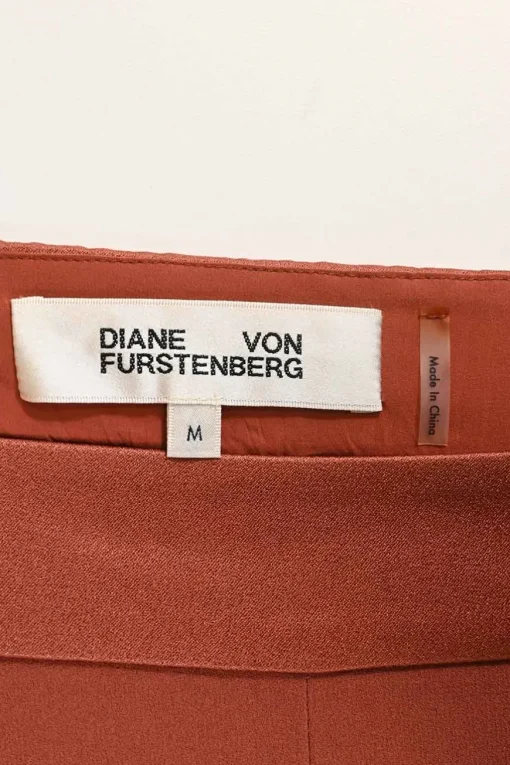 DIANE VON
FURSTENBERG
M
Made In China